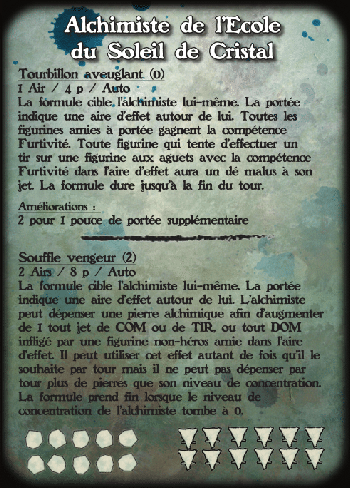 Alchimiste de l'Ecole
du Soleil de Cristal
Tourbillon aveuglant (0)
1 Air / 4 p / Auto
La formule cible l'alchimiste lui-même. La portée
indique une aire d'effet autour de lui. Toutes les
figurines amies à portée gagnent la compétence
Furtivité. Toute figurine qui tente d'effectuer un
tir sur une figurine aux aguets avec la compétence
Furtivité dans l'aire d'effet aura un dé malus à son
jet. La formule dure jusqu'à la fin du tour.
Améliorations :
2 pour 1 pouce de portée supplémentaire
Souffle vengeur (2)
2 Airs / 8 p / Auto
La formule cible l'alchimiste lui-même. La portée
indique une aire d'effet autour de lui. L'alchimiste
peut dépenser une pierre alchimique afin d'augmenter
de 1 tout jet de COM ou de TIR, ou tout DOM
infligé par une figurine non-héros amie dans l'aire
d'effet. Il peut utiliser cet effet autant de fois qu'il le
souhaite par tour mais il ne peut pas dépenser par
tour plus de pierres que son niveau de concentration.
La formule prend fin lorsque le niveau de
concentration de l'alchimiste tombe à 0.